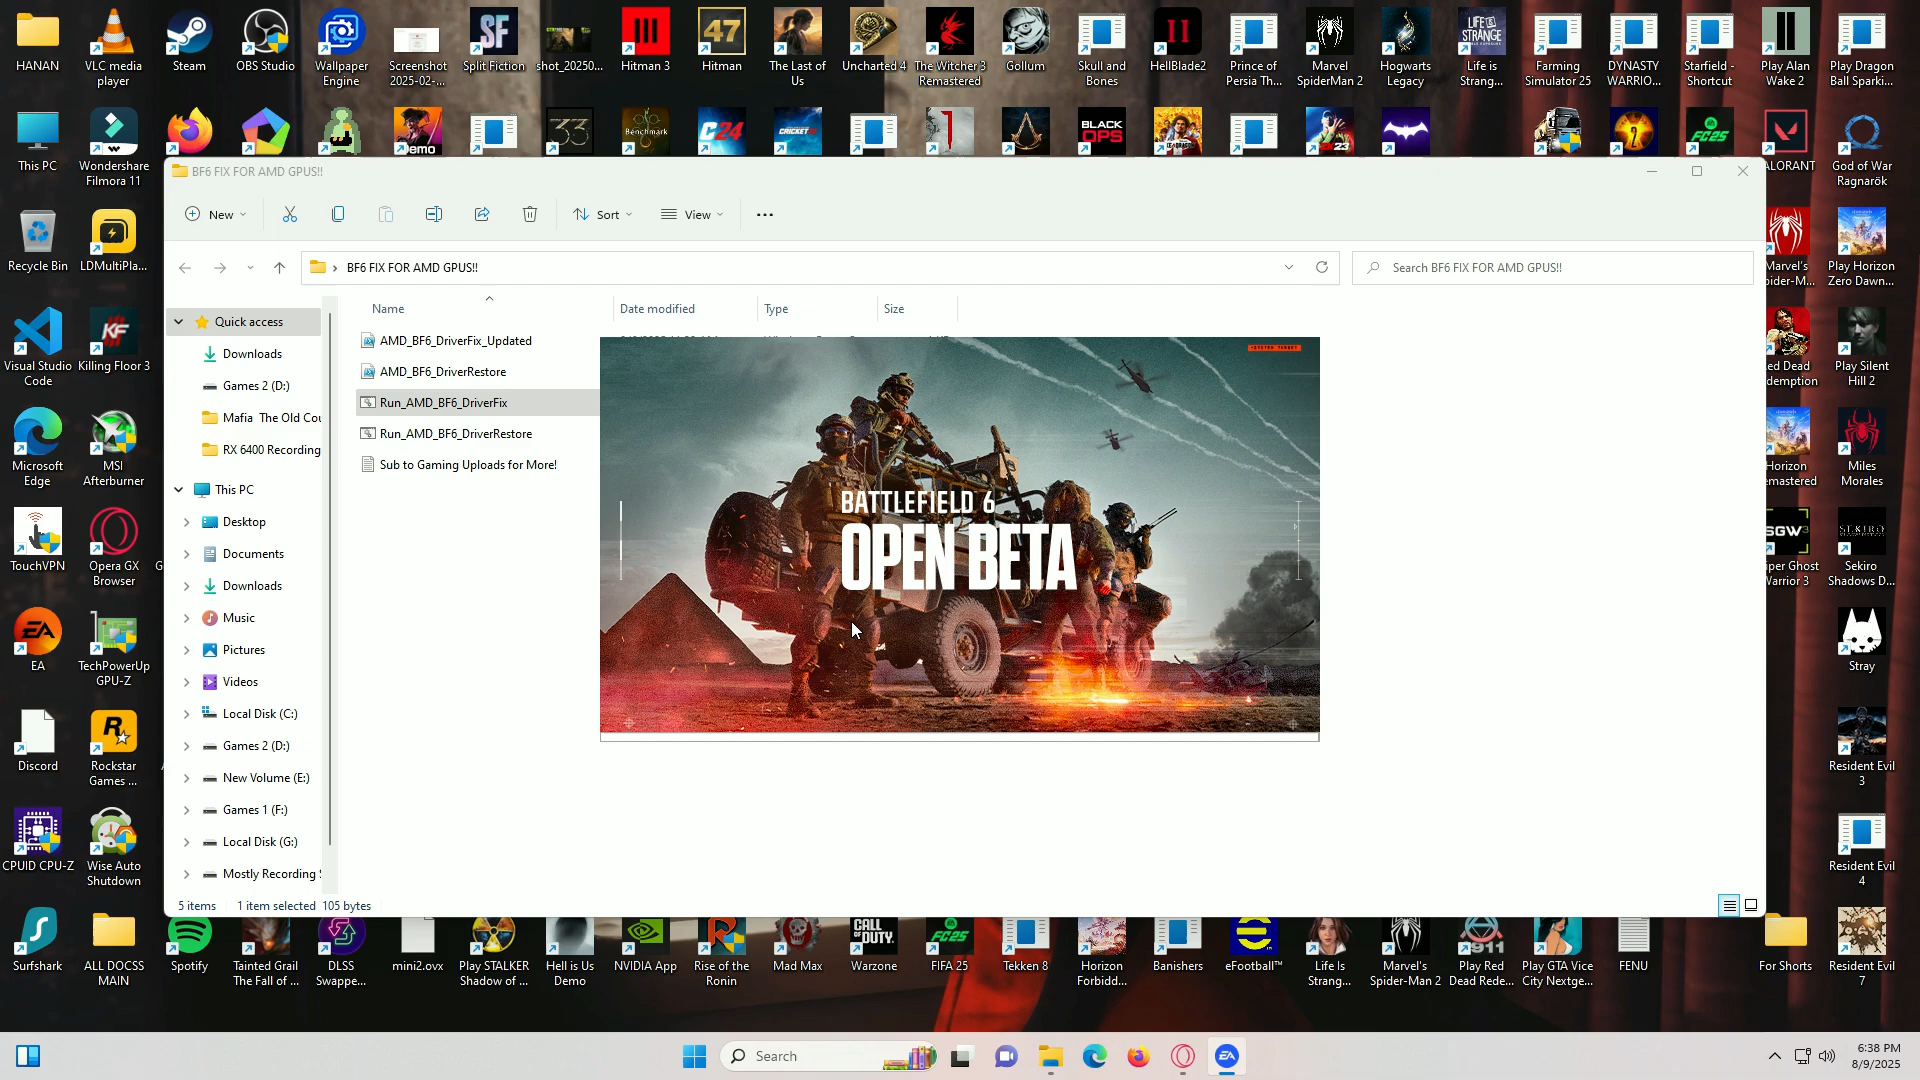 HANAN
VLC media player
Steam
OBS Studio
Wallpaper Engine
Screenshot 2025-02-...
Split Fiction
shot_20250...
Hitman 3
Hitman
The Last of Us
Uncharted 4
The Witcher 3 Remastered
Gollum
Skull and Bones
HellBlade2
Prince of Persia Th...
Marvel SpiderMan 2
Hogwarts Legacy
Life is Strang...
Farming Simulator 25
DYNASTY WARRIO...
Starfield - Shortcut
Play Alan Wake 2
Play Dragon Ball Sparki...
This PC
Wondershare Filmora 11
ALORANT
God of War Ragnarök
BF6 FIX FOR AMD GPUS!!
New
Sort
View
BF6 FIX FOR AMD GPUS!!
Search BF6 FIX FOR AMD GPUS!!
Name
Date modified
Type
Size
Quick access
Downloads
Games 2 (D:)
Mafia The Old Cou
RX 6400 Recording
This PC
Desktop
Documents
Downloads
Music
Pictures
Videos
Local Disk (C:)
Games 2 (D:)
New Volume (E:)
Games 1 (F:)
Local Disk (G:)
Mostly Recording
AMD_BF6_DriverFix_Updated
AMD_BF6_DriverRestore
Run_AMD_BF6_DriverFix
Run_AMD_BF6_DriverRestore
Sub to Gaming Uploads for More!
BATTLEFIELD 6
OPEN BETA
5 items
1 item selected 105 bytes
Recycle Bin
LDMultiPla...
Marvel's
pider-M...
Play Horizon Zero Dawn...
Visual Studio Code
Killing Floor 3
ed Dead
demption
Play Silent Hill 2
Microsoft Edge
MSI Afterburner
Horizon
emastered
Miles Morales
TouchVPN
Opera GX Browser
iper Ghost
Warrior 3
Sekiro Shadows D...
EA
TechPowerUp GPU-Z
Stray
Discord
Rockstar Games ...
Resident Evil 3
CPUID CPU-Z
Wise Auto Shutdown
Resident Evil 4
Surfshark
ALL DOCSS MAIN
Spotify
Tainted Grail The Fall of ...
DLSS Swappe...
mini2.ovx
Play STALKER Shadow of ...
Hell is Us Demo
NVIDIA App
Rise of the Ronin
Mad Max
Warzone
FIFA 25
Tekken 8
Horizon Forbidd...
Banishers
eFootball™
Life Is Strang...
Marvel's Spider-Man 2
Play Red Dead Rede...
Play GTA Vice City Nextge...
FENU
For Shorts
Resident Evil 7
Search
6:38 PM
8/9/2025